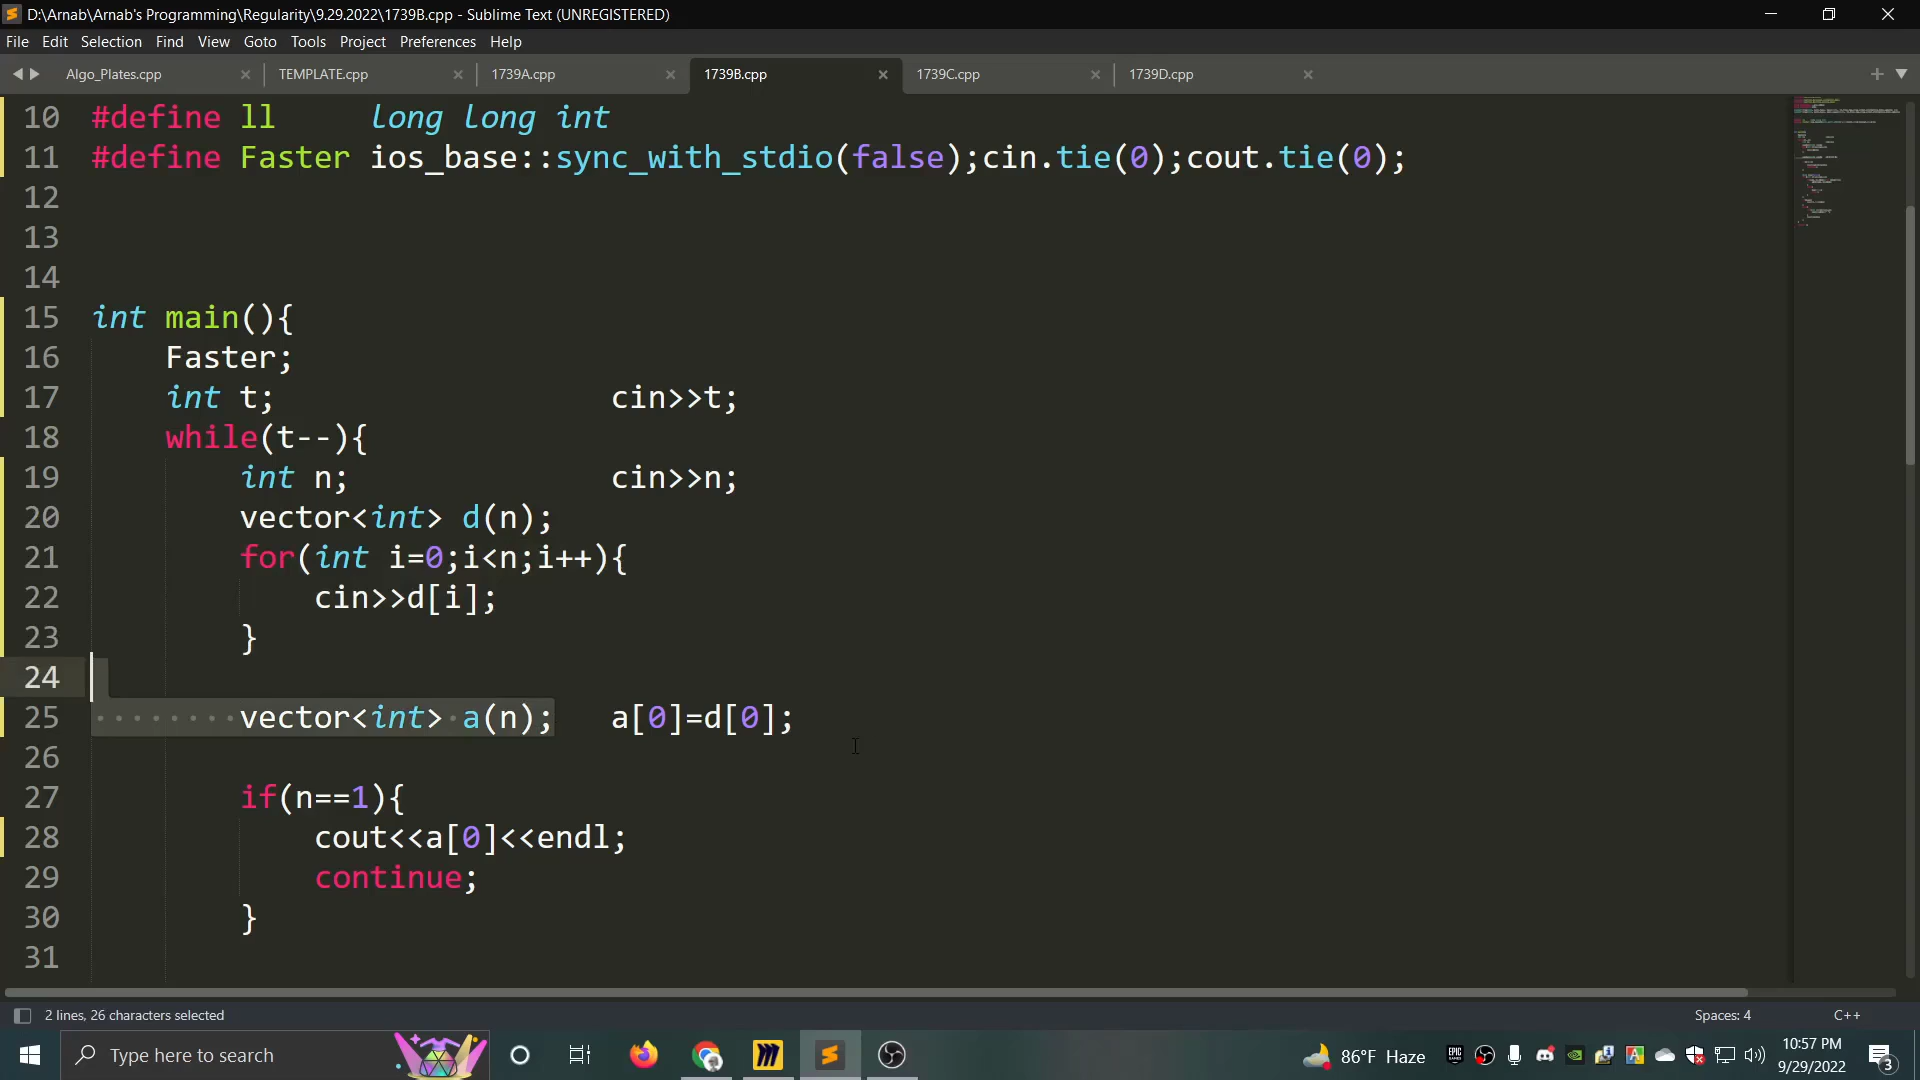 D:\Arnab\Arnab's Programming\Regularity\9.29.2022\1739B.cpp - Sublime Text (UNREGISTERED)
File Edit Selection Find View Goto Tools Project Preferences Help
Algo_Plates.cpp TEMPLATE.cpp 1739A.cpp 1739B.cpp 1739C.cpp 1739D.cpp
10 #define ll     long long int
11 #define Faster ios_base::sync_with_stdio(false);cin.tie(0);cout.tie(0);
12
13
14
15 int main(){
16     Faster;
17     int t;                  cin>>t;
18     while(t--){
19         int n;              cin>>n;
20         vector<int> d(n);
21         for(int i=0;i<n;i++){
22             cin>>d[i];
23         }
24
25         vector<int> a(n);   a[0]=d[0];
26
27         if(n==1){
28             cout<<a[0]<<endl;
29             continue;
30         }
31
2 lines, 26 characters selected Spaces: 4 C++
Type here to search 86°F Haze 10:57 PM
9/29/2022 3